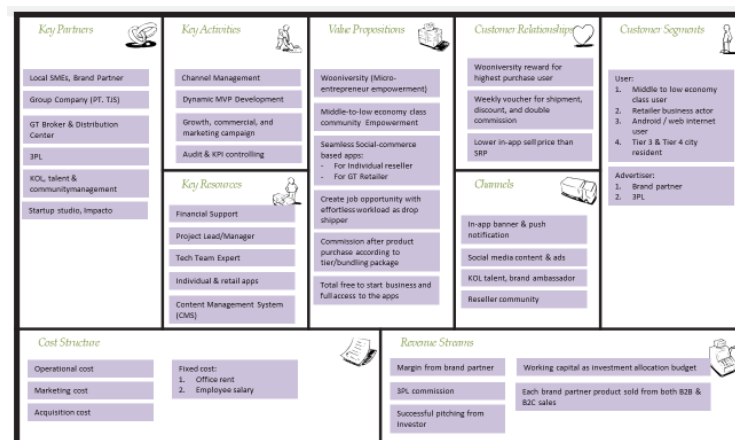 Key Partners
Local SMEs, Brand Partner
Group Company (PT. TJS)
GT Broker & Distribution
Center
3PL
KOL, talent &
communitymanagement
Startup studio, Impacto
Key Activities
Channel Management
Dynamic MVP Development
Growth, commercial, and
marketing campaign
Audit & KPI controlling
Key Resources
Financial Support
Project Lead/Manager
Tech Team Expert
Individual & retail apps
Content Management System
(CMS)
Value Propositions
Wooniversity (Micro-
entrepreneur empowerment)
Middle-to-low economy class
community Empowerment
Seamless Social-commerce
based apps:
- For Individual reseller
- For GT Retailer
Create job opportunity with
effortless workload as drop
shipper
Commission after product
purchase according to
tier/bundling package
Total free to start business and
full access to the apps
Customer Relationships
Wooniversity reward for
highest purchase user
Weekly voucher for shipment,
discount, and double
commission
Lower in-app sell price than
SRP
Channels
In-app banner & push
notification
Social media content & ads
KOL talent, brand ambassador
Reseller community
Customer Segments
User:
1. Middle to low economy
class user
2. Retailer business actor
3. Android / web internet
user
4. Tier 3 & Tier 4 city
resident
Advertiser:
1. Brand partner
2. 3PL
Cost Structure
Operational cost
Marketing cost
Acquisition cost
Fixed cost:
1. Office rent
2. Employee salary
Revenue Streams
Margin from brand partner
3PL commission
Successful pitching from
Investor
Working capital as investment allocation budget
Each brand partner product sold from both B2B &
B2C sales